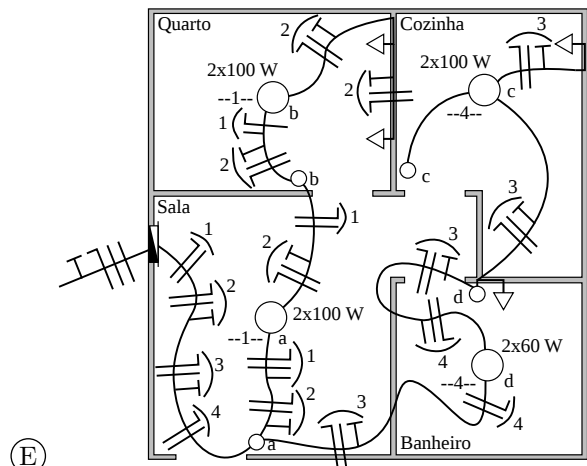 Quarto
Cozinha
2
3
2x100 W
2x100 W
--1--
b
2
c
--4--
1
2
b
c
Sala
1
1
3
3
2
2
d
2x100 W
a
--1--
4
2x60 W
1
3
--4--
d
2
4
3
4
a
Banheiro
E